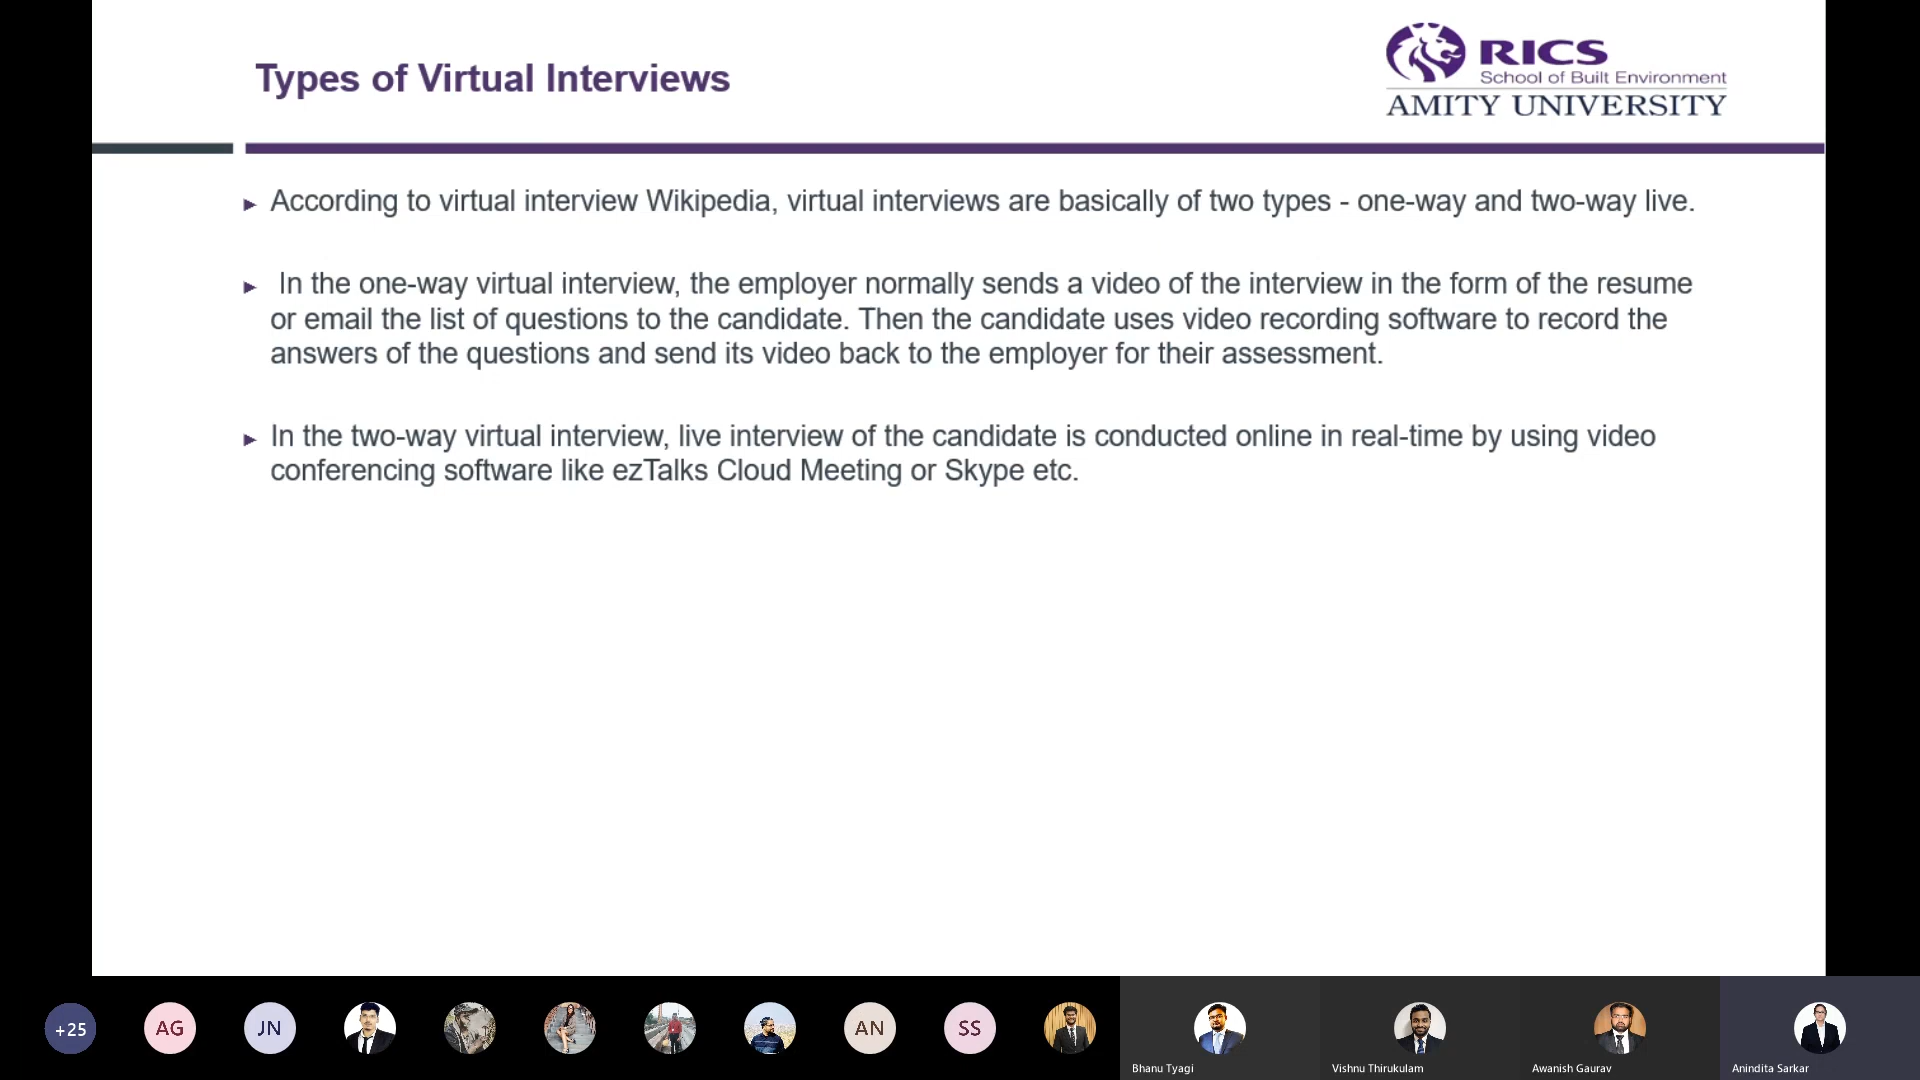 Types of Virtual Interviews
RICS
School of Built Environment
AMITY UNIVERSITY
► According to virtual interview Wikipedia, virtual interviews are basically of two types - one-way and two-way live.
► In the one-way virtual interview, the employer normally sends a video of the interview in the form of the resume
or email the list of questions to the candidate. Then the candidate uses video recording software to record the
answers of the questions and send its video back to the employer for their assessment.
► In the two-way virtual interview, live interview of the candidate is conducted online in real-time by using video
conferencing software like ezTalks Cloud Meeting or Skype etc.
+25
AG
JN
AN
SS
Bhanu Tyagi
Vishnu Thirukulam
Awanish Gaurav
Anindita Sarkar